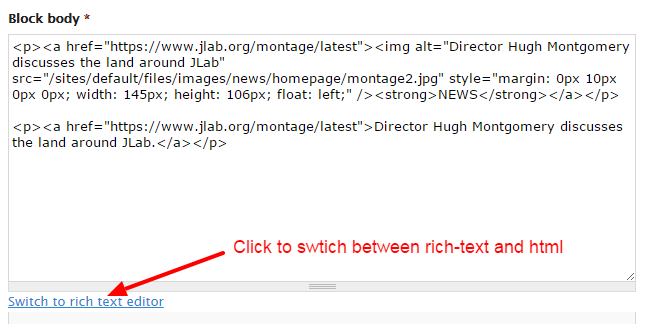 Block body *
<p><a href="https://www.jlab.org/montage/latest"><img alt="Director Hugh Montgomery
discusses the land around JLab"
src="/sites/default/files/images/news/homepage/montage2.jpg" style="margin: 0px 10px
0px 0px; width: 145px; height: 106px; float: left;" /><strong>NEWS</strong></a></p>
<p><a href="https://www.jlab.org/montage/latest">Director Hugh Montgomery discusses
the land around JLab.</a></p>
Click to swtich between rich-text and html
Switch to rich text editor